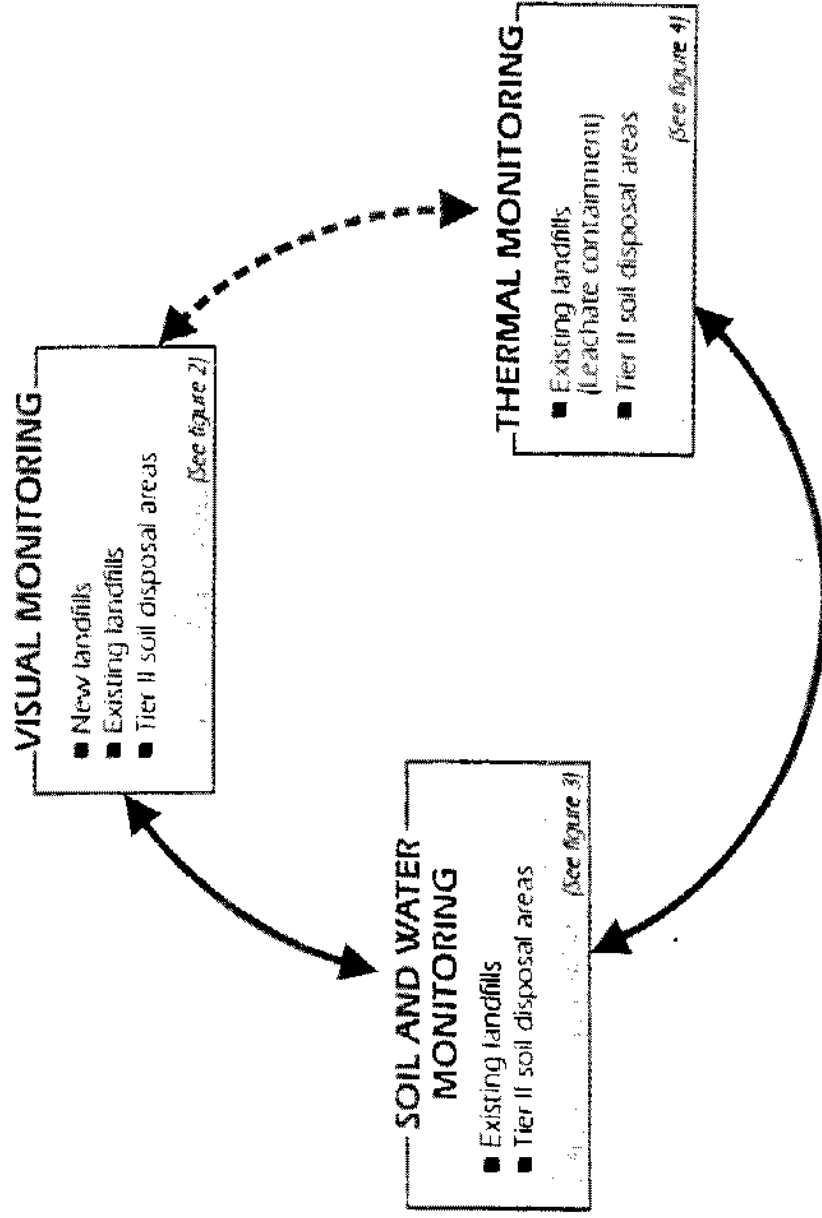 VISUAL MONITORING
■ New landfills
■ Existing landfills
■ Tier II soil disposal areas
(See figure 2)
SOIL AND WATER
MONITORING
■ Existing landfills
■ Tier II soil disposal areas
(See figure 3)
THERMAL MONITORING
■ Existing landfills
(Leachate containment)
■ Tier II soil disposal areas
(See figure 4)